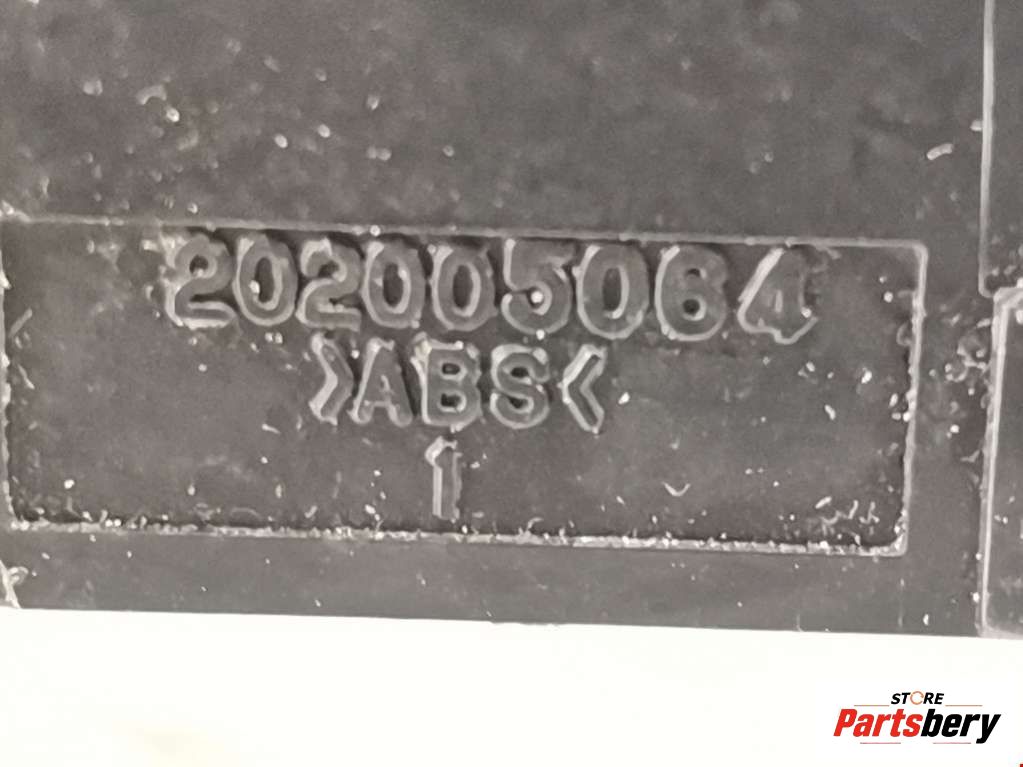 202005064
>ABS<
1
STORE
Partsbery